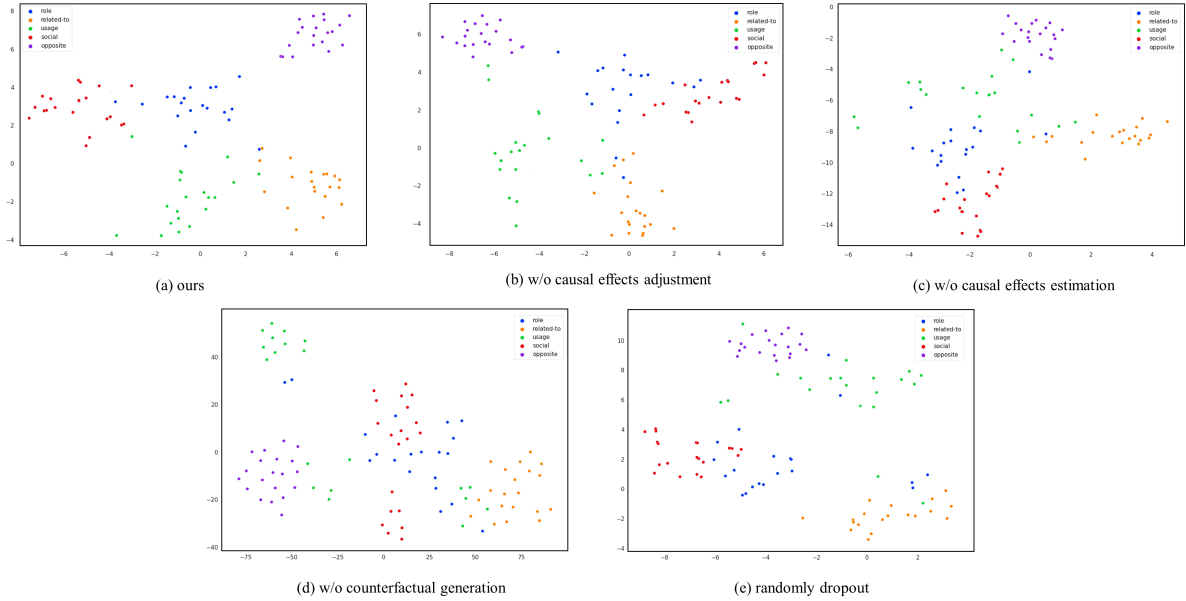 role
related-to
usage
social
opposite
8
6
4
2
0
−2
−4
−6
−4
−2
0
2
4
6
(a) ours
role
related-to
usage
social
opposite
6
4
2
0
−2
−4
−8
−6
−4
−2
0
2
4
6
(b) w/o causal effects adjustment
role
related-to
usage
social
opposite
0
−2
−4
−6
−8
−10
−12
−14
−6
−4
−2
0
2
4
(c) w/o causal effects estimation
role
related-to
usage
social
opposite
40
20
0
−20
−40
−75
−50
−25
0
25
50
75
(d) w/o counterfactual generation
role
related-to
usage
social
opposite
10
8
6
4
2
0
−2
−4
−8
−6
−4
−2
0
2
(e) randomly dropout